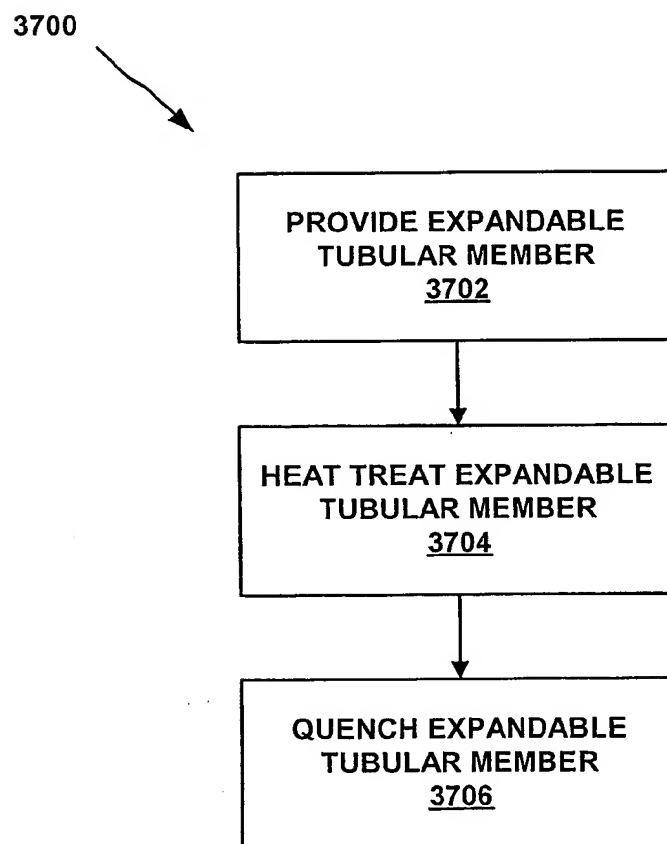 3700
PROVIDE EXPANDABLE
TUBULAR MEMBER
3702
HEAT TREAT EXPANDABLE
TUBULAR MEMBER
3704
QUENCH EXPANDABLE
TUBULAR MEMBER
3706